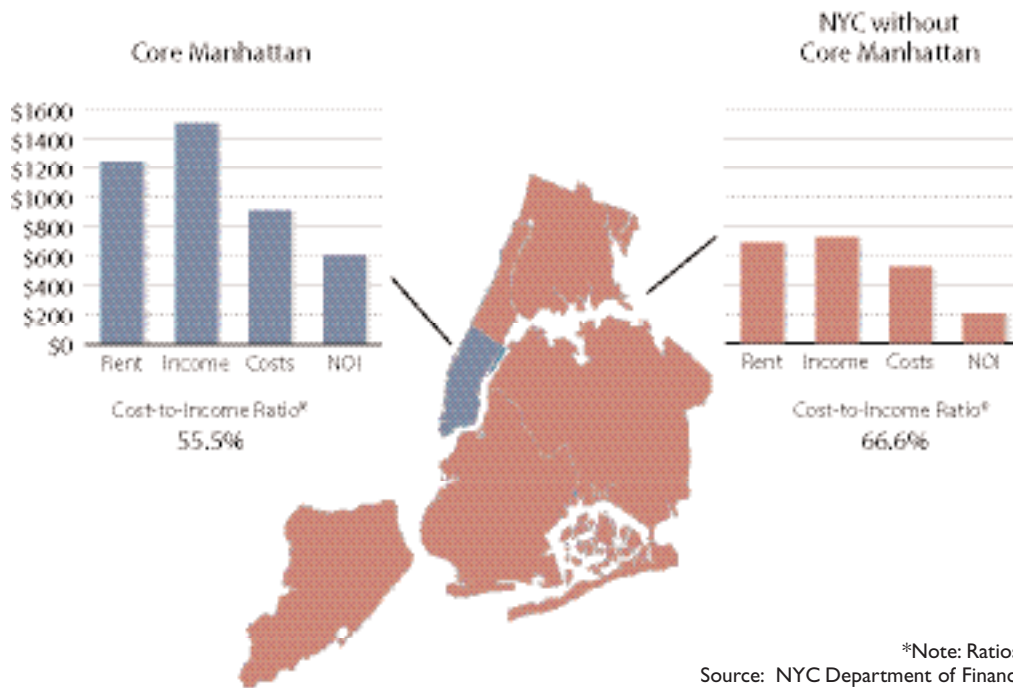 Core Manhattan
$1600
$1400
$1200
$1000
$800
$600
$400
$200
$0
Rent Income Costs NOI
Cost-to-Income Ratio*
55.5%
NYC without
Core Manhattan
Rent Income Costs NOI
Cost-to-Income Ratio*
66.6%
*Note: Ratio
Source: NYC Department of Financ